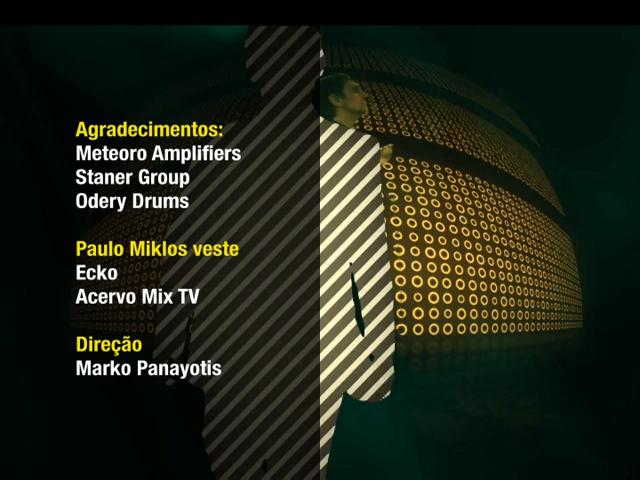 Agradecimentos:
Meteoro Amplifiers
Staner Group
Odery Drums
Paulo Miklos veste
Ecko
Acervo Mix TV
Direção
Marko Panayotis